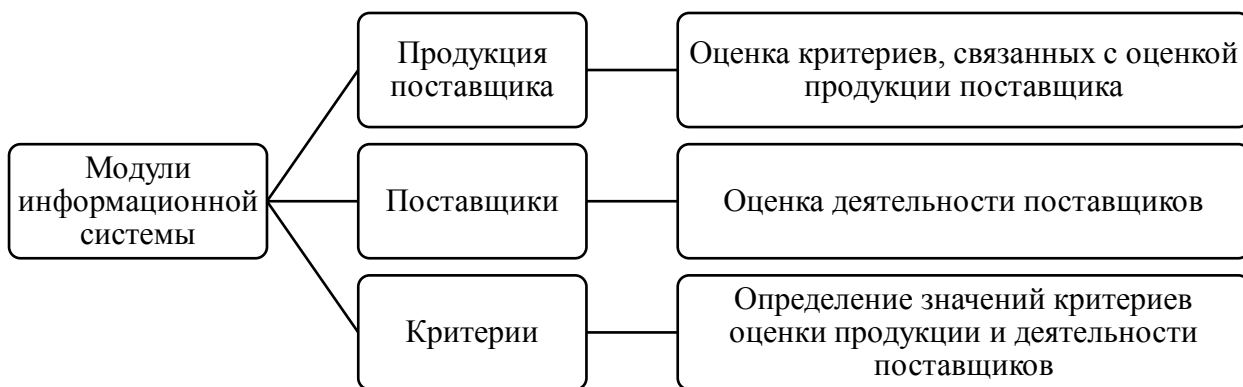 Модули
информационной
системы
Продукция
поставщика
Оценка критериев, связанных с оценкой
продукции поставщика
Поставщики
Оценка деятельности поставщиков
Критерии
Определение значений критериев
оценки продукции и деятельности
поставщиков